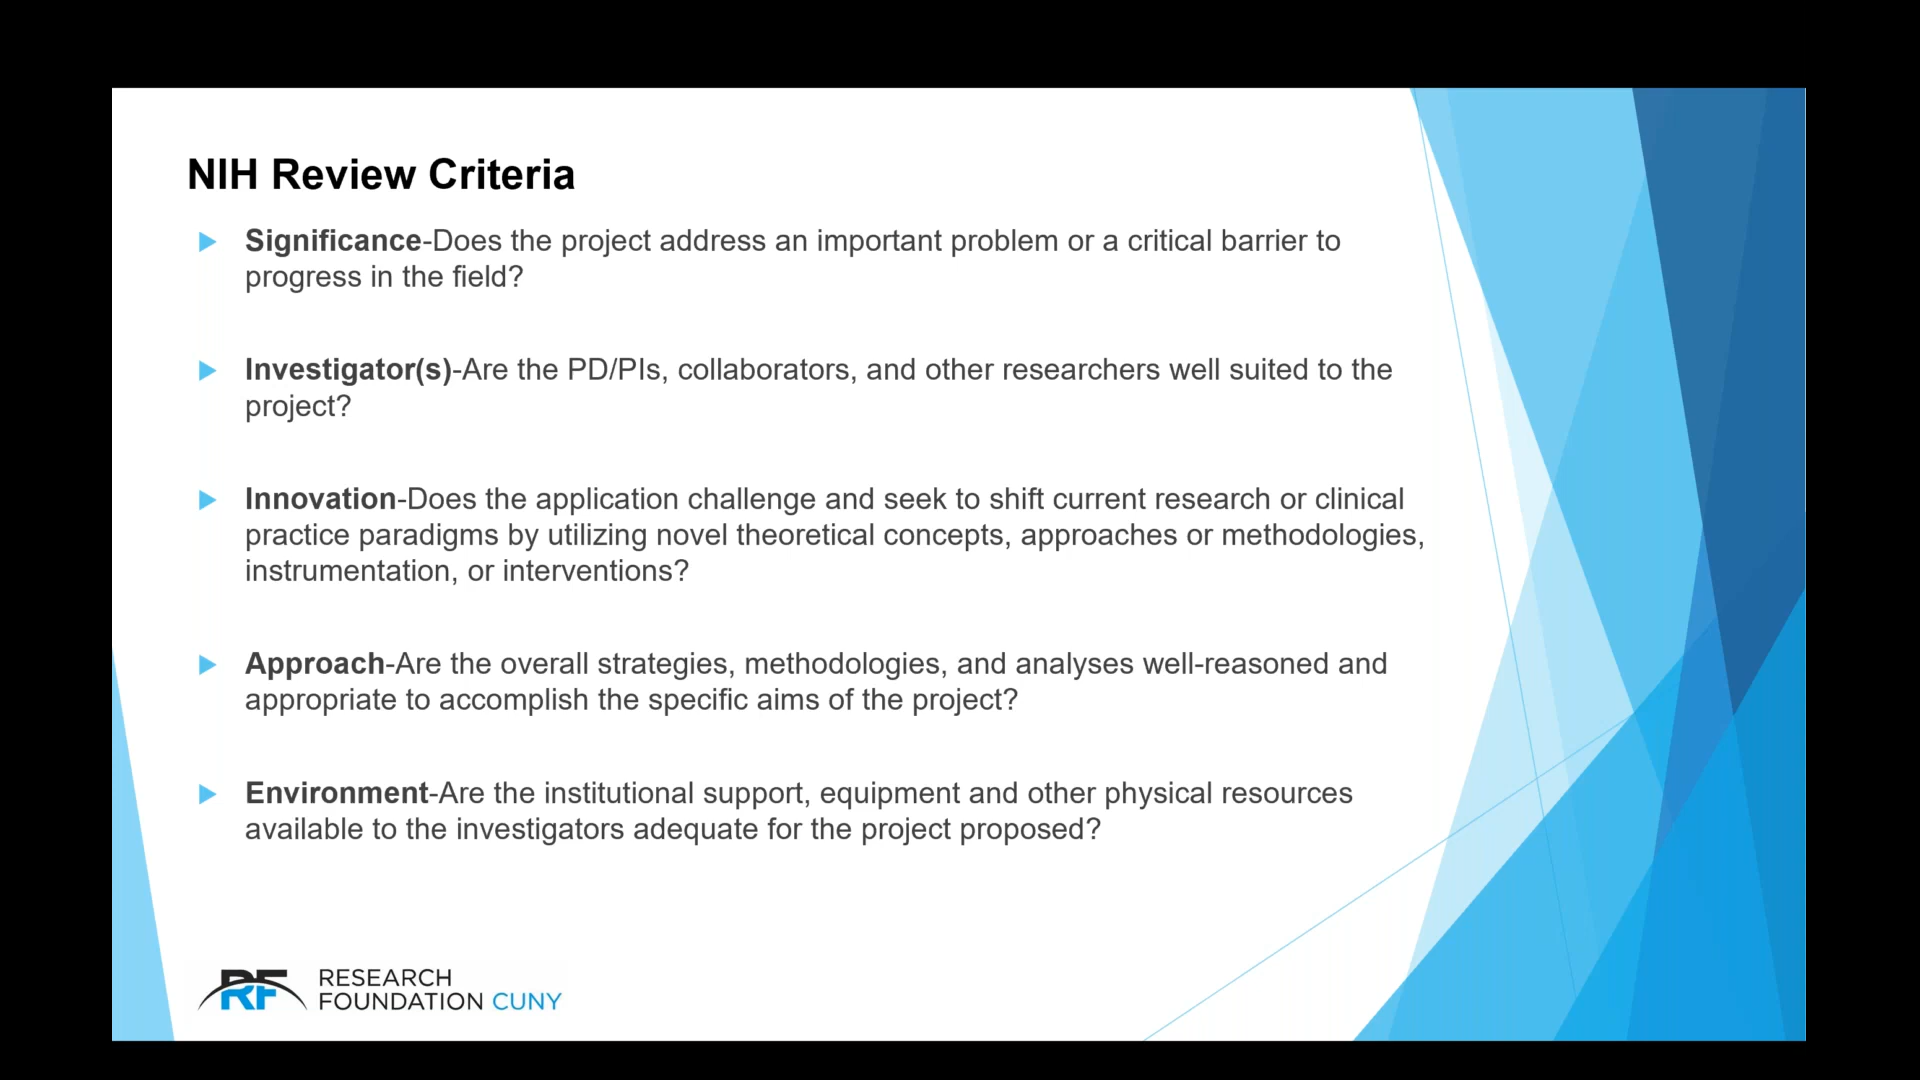 NIH Review Criteria
Significance-Does the project address an important problem or a critical barrier to
progress in the field?
Investigator(s)-Are the PD/PIs, collaborators, and other researchers well suited to the
project?
Innovation-Does the application challenge and seek to shift current research or clinical
practice paradigms by utilizing novel theoretical concepts, approaches or methodologies,
instrumentation, or interventions?
Approach-Are the overall strategies, methodologies, and analyses well-reasoned and
appropriate to accomplish the specific aims of the project?
Environment-Are the institutional support, equipment and other physical resources
available to the investigators adequate for the project proposed?
RF RESEARCH
FOUNDATION CUNY